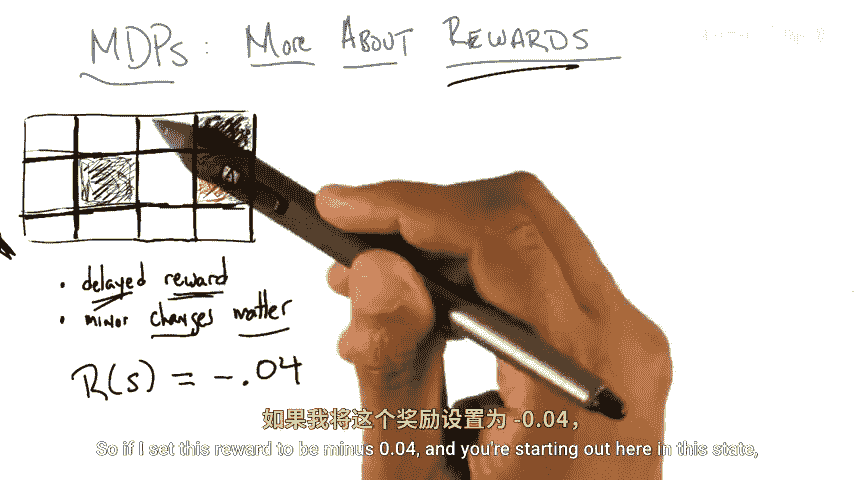 MDPs: More About Rewards
• delayed reward
• minor changes matter
R(s) = -.04
如果我将这个奖励设置为 -0.04，
So if I set this reward to be minus 0.04, and you're starting out here in this state,